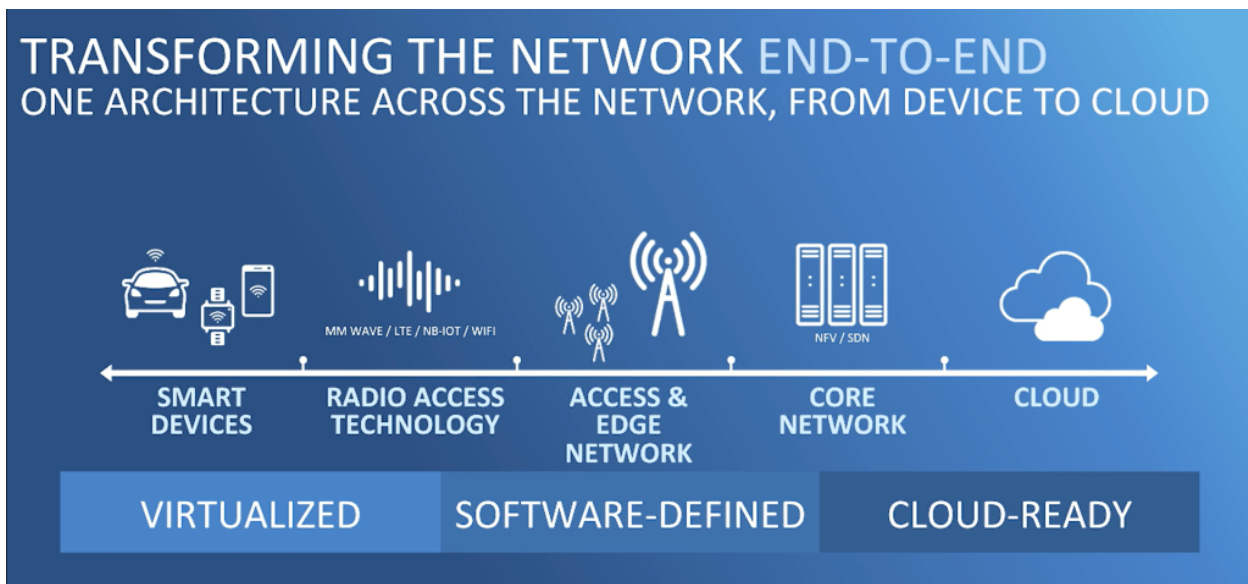 TRANSFORMING THE NETWORK END-TO-END
ONE ARCHITECTURE ACROSS THE NETWORK, FROM DEVICE TO CLOUD
MM WAVE / LTE / NB-IOT / WIFI
NFV / SDN
SMART
DEVICES
RADIO ACCESS
TECHNOLOGY
ACCESS &
EDGE
NETWORK
CORE
NETWORK
CLOUD
VIRTUALIZED
SOFTWARE-DEFINED
CLOUD-READY